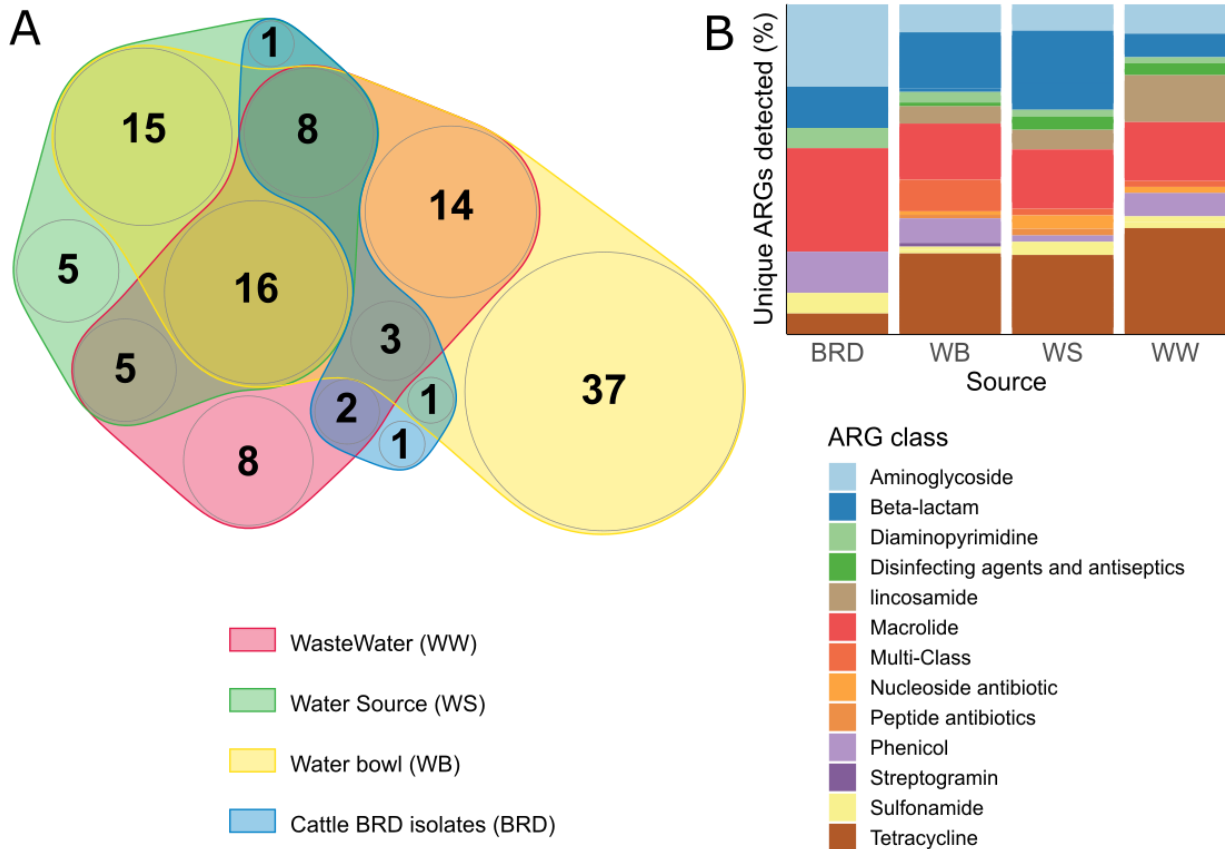 A
1
15
8
14
5
16
3
37
5
2
1
1
8
WasteWater (WW)
Water Source (WS)
Water bowl (WB)
Cattle BRD isolates (BRD)
B
Unique ARGs detected (%)
BRD WB WS WW
Source
ARG class
Aminoglycoside
Beta-lactam
Diaminopyrimidine
Disinfecting agents and antiseptics
lincosamide
Macrolide
Multi-Class
Nucleoside antibiotic
Peptide antibiotics
Phenicol
Streptogramin
Sulfonamide
Tetracycline